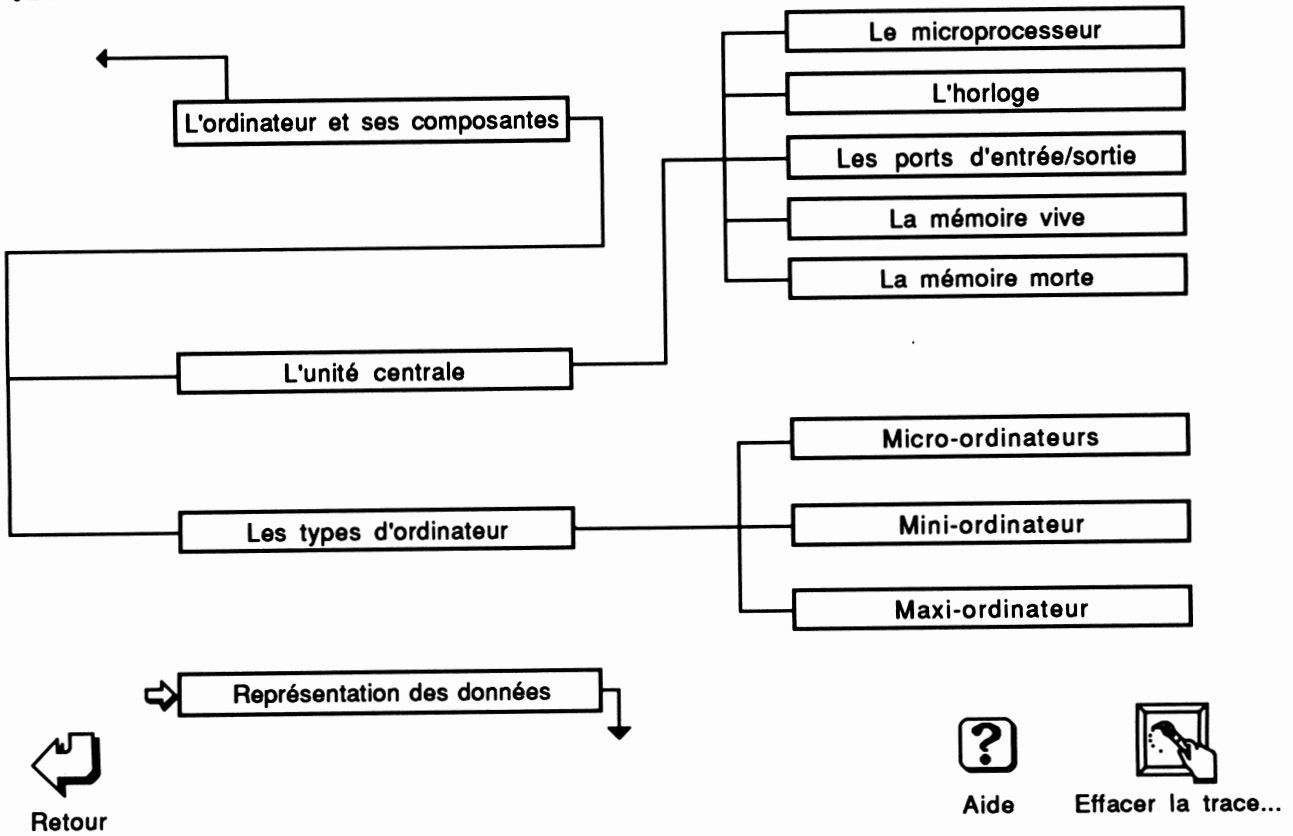 Le microprocesseur
L'ordinateur et ses composantes
L'horloge
Les ports d'entrée/sortie
La mémoire vive
La mémoire morte
L'unité centrale
Micro-ordinateurs
Les types d'ordinateur
Mini-ordinateur
Maxi-ordinateur
Représentation des données
?
Retour
Aide
Effacer la trace...